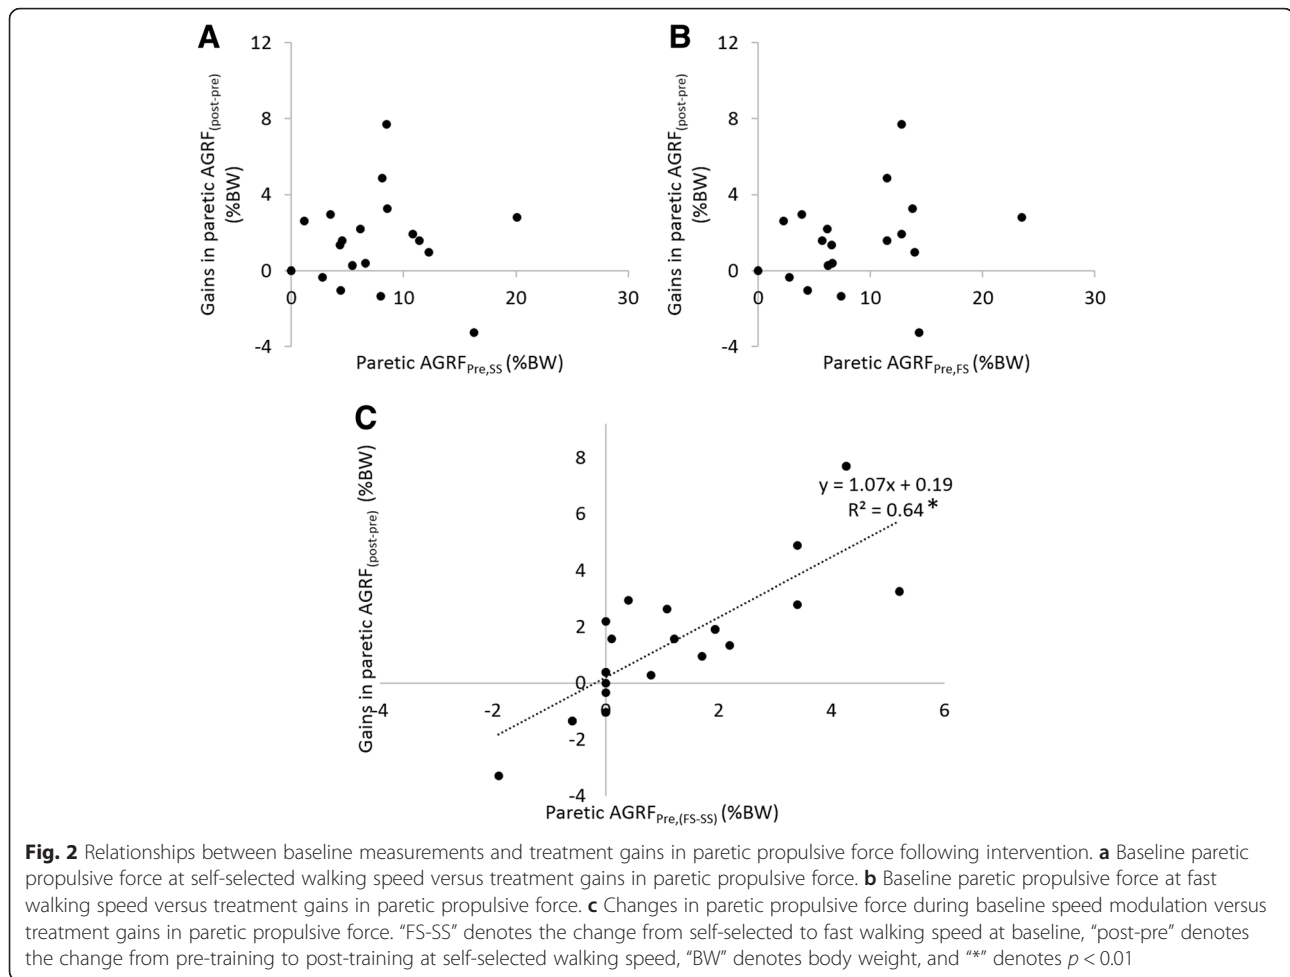 A
12
8
4
0
-4
0
10
20
30
Gains in paretic AGRF(post-pre)
(%BW)
Paretic AGRFPre,SS (%BW)
B
12
8
4
0
-4
0
10
20
30
Gains in paretic AGRF(post-pre)
(%BW)
Paretic AGRFPre,FS (%BW)
C
8
6
4
2
0
-2
-4
-4
-2
0
2
4
6
Gains in paretic AGRF(post-pre) (%BW)
y = 1.07x + 0.19
R² = 0.64*
Paretic AGRFPre,(FS-SS) (%BW)
Fig. 2 Relationships between baseline measurements and treatment gains in paretic propulsive force following intervention. a Baseline paretic
propulsive force at self-selected walking speed versus treatment gains in paretic propulsive force. b Baseline paretic propulsive force at fast
walking speed versus treatment gains in paretic propulsive force. c Changes in paretic propulsive force during baseline speed modulation versus
treatment gains in paretic propulsive force. “FS-SS” denotes the change from self-selected to fast walking speed at baseline, “post-pre” denotes
the change from pre-training to post-training at self-selected walking speed, “BW” denotes body weight, and “*” denotes p < 0.01